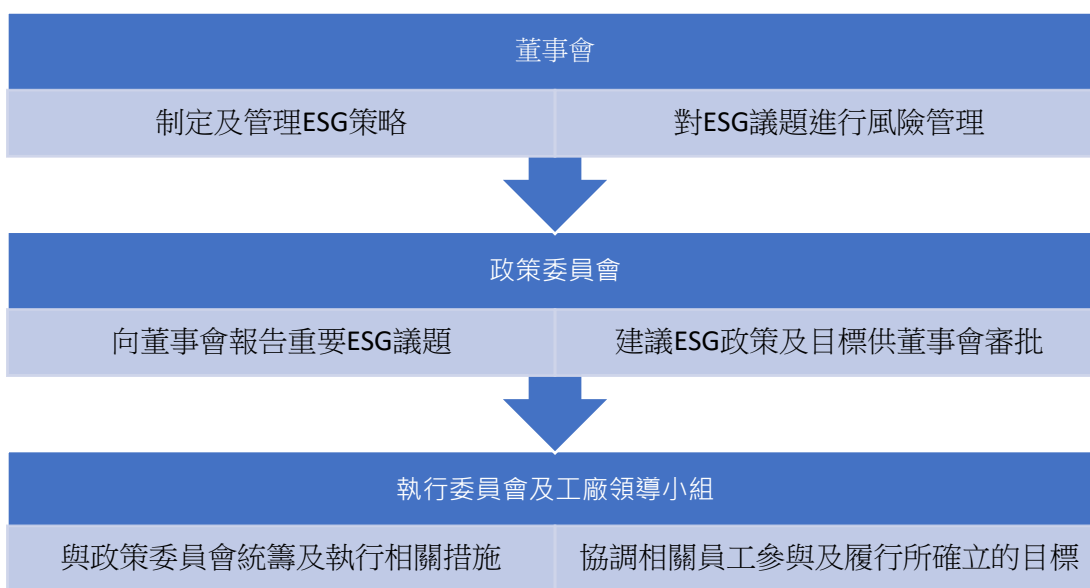 董事會
制定及管理ESG策略
對ESG議題進行風險管理
政策委員會
向董事會報告重要ESG議題
建議ESG政策及目標供董事會審批
執行委員會及工廠領導小組
與政策委員會統籌及執行相關措施
協調相關員工參與及履行所確立的目標